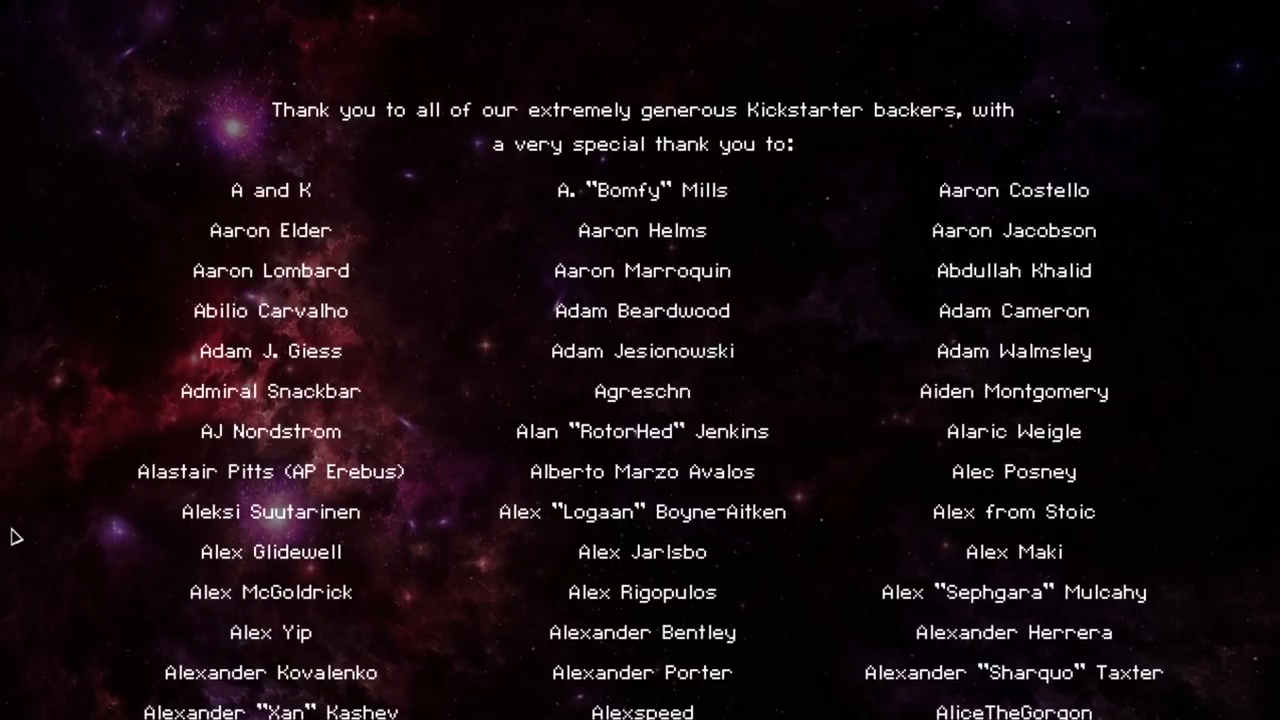 Thank you to all of our extremely generous Kickstarter backers, with
a very special thank you to:
A and K A. "Bomfy" Mills Aaron Costello
Aaron Elder Aaron Helms Aaron Jacobson
Aaron Lombard Aaron Marroquin Abdullah Khalid
Abilio Carvalho Adam Beardwood Adam Cameron
Adam J. Giess Adam Jesionowski Adam Walmsley
Admiral Snackbar Agreschn Aiden Montgomery
AJ Nordstrom Alan "RotorHed" Jenkins Alaric Weigle
Alastair Pitts (AP Erebus) Alberto Marzo Avalos Alec Posney
Aleksi Suutarinen Alex "Logaan" Boyne-Aitken Alex from Stoic
Alex Glidewell Alex Jarlsbo Alex Maki
Alex McGoldrick Alex Rigopulos Alex "Sephgara" Mulcahy
Alex Yip Alexander Bentley Alexander Herrera
Alexander Kovalenko Alexander Porter Alexander "Sharquo" Taxter
Alexander "Xan" Kashev Alexspeed AliceTheGorgon